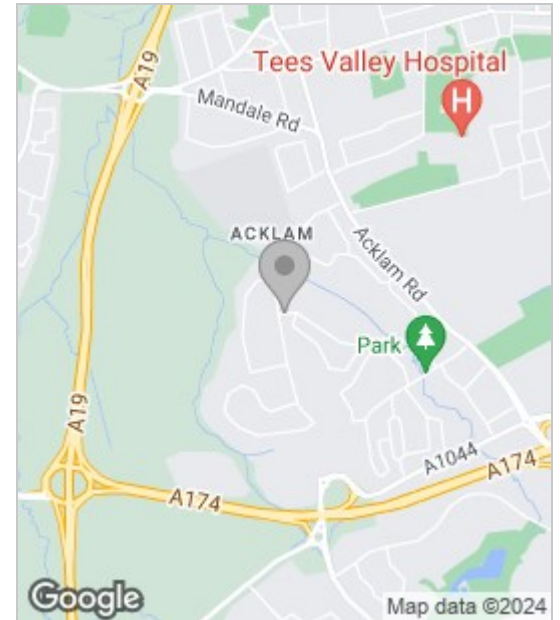 A19
Tees Valley Hospital
H
Mandale Rd
ACKLAM
Acklam Rd
Park
A19
A1044
A174
A174
Google
Map data ©2024